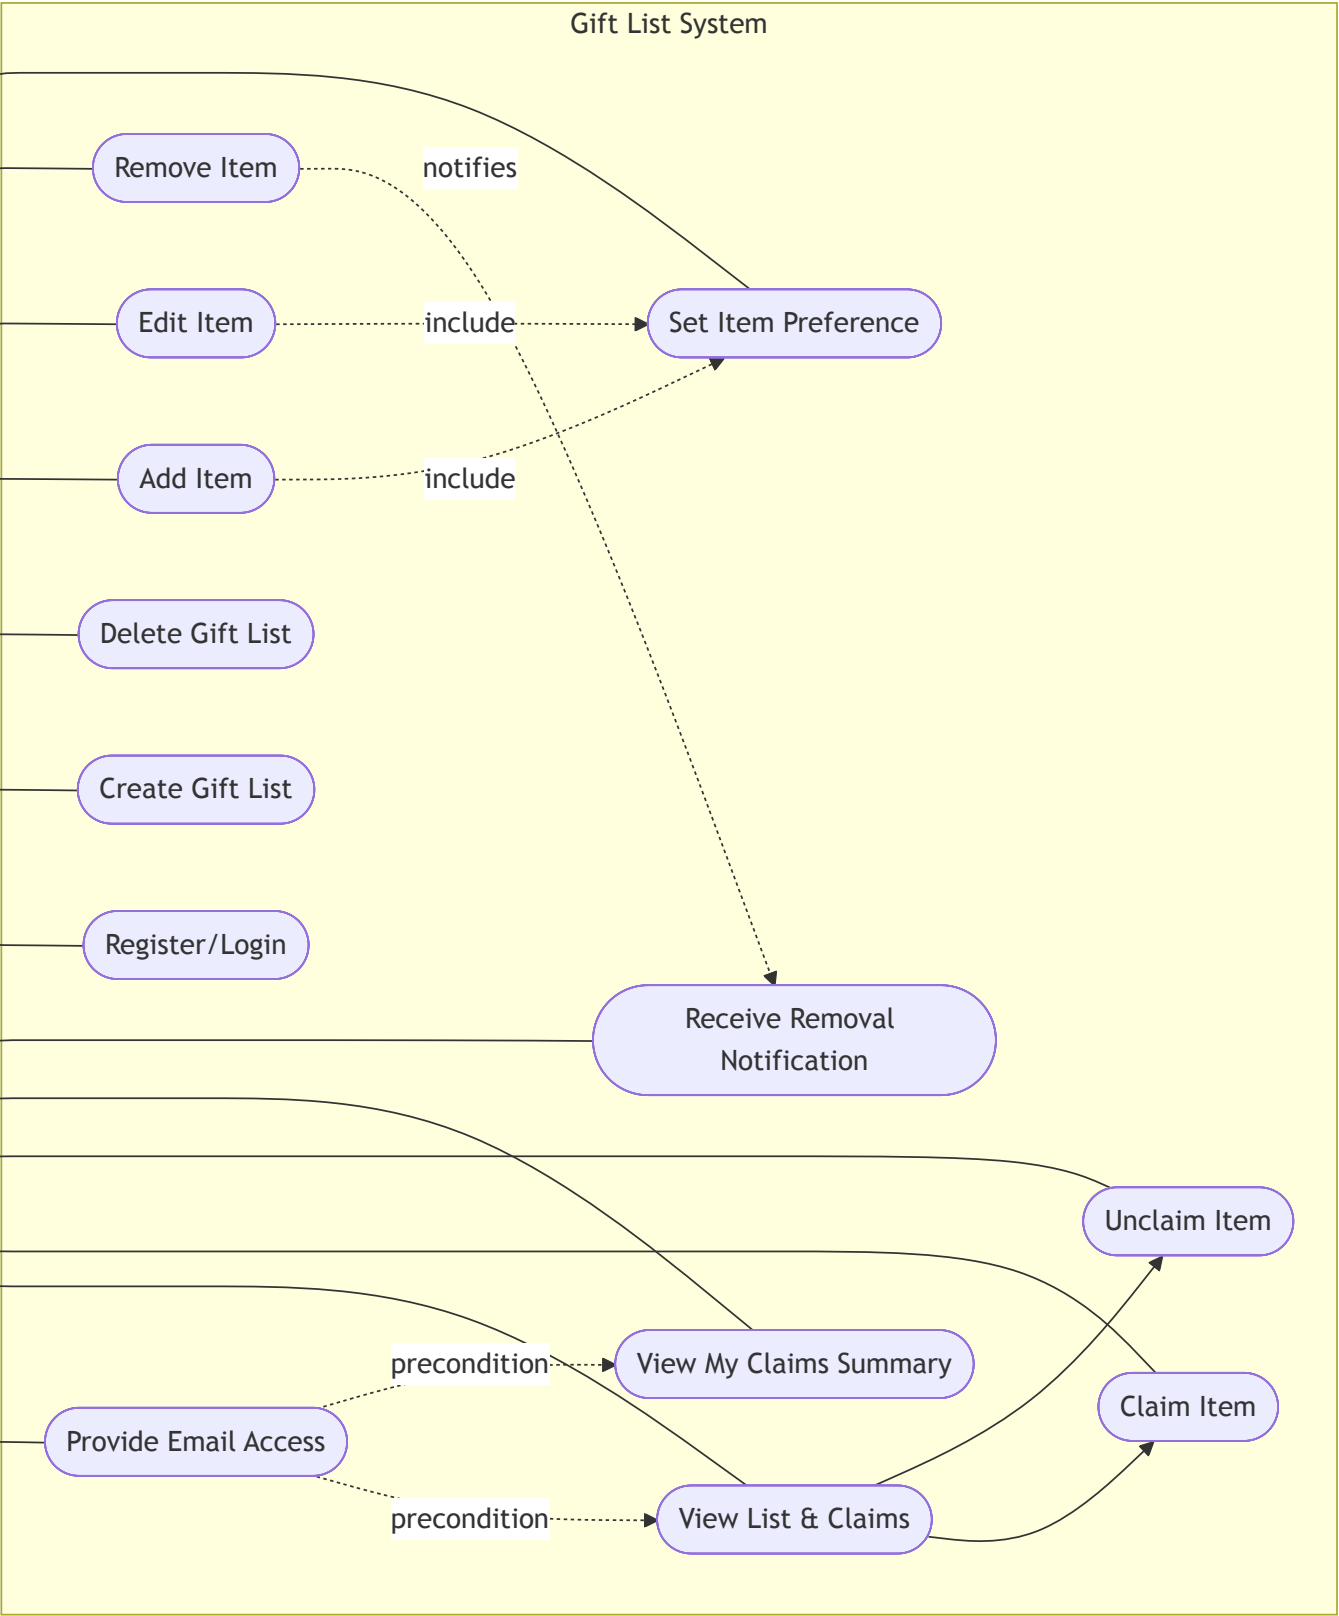 Gift List System
Remove Item
notifies
Edit Item
include
Set Item Preference
Add Item
include
Delete Gift List
Create Gift List
Register/Login
Receive Removal
Notification
Unclaim Item
precondition
View My Claims Summary
Claim Item
Provide Email Access
precondition
View List & Claims